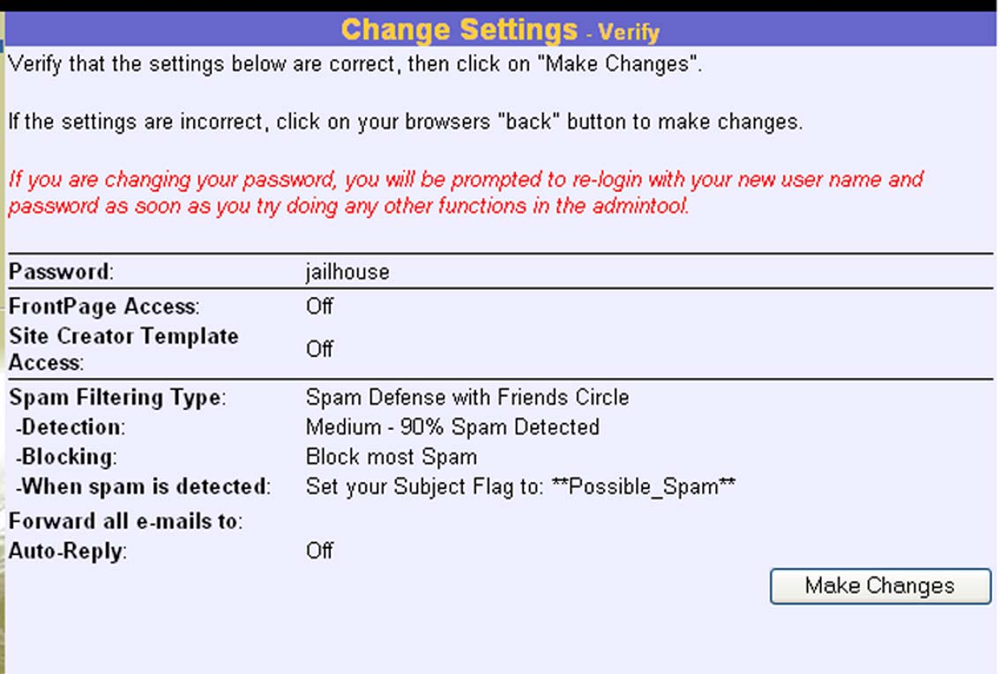 Change Settings - Verify
Verify that the settings below are correct, then click on "Make Changes".
If the settings are incorrect, click on your browsers "back" button to make changes.
If you are changing your password, you will be prompted to re-login with your new user name and
password as soon as you try doing any other functions in the admintool.
Password: jailhouse
FrontPage Access: Off
Site Creator Template
Access: Off
Spam Filtering Type: Spam Defense with Friends Circle
-Detection: Medium - 90% Spam Detected
-Blocking: Block most Spam
-When spam is detected: Set your Subject Flag to: **Possible_Spam**
Forward all e-mails to:
Auto-Reply: Off
Make Changes